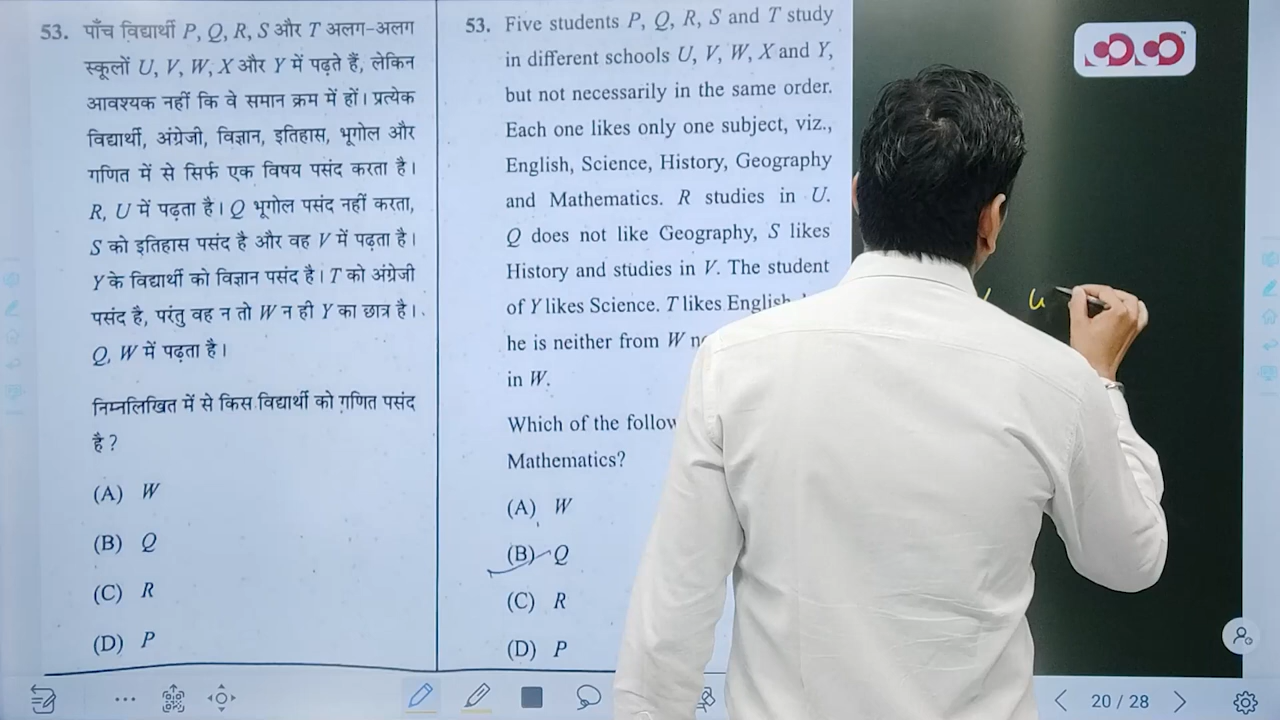 53. पाँच विद्यार्थी P, Q, R, S और T अलग-अलग
स्कूलों U, V, W, X और Y में पढ़ते हैं, लेकिन
आवश्यक नहीं कि वे समान क्रम में हों। प्रत्येक
विद्यार्थी, अंग्रेजी, विज्ञान, इतिहास, भूगोल और
गणित में से सिर्फ एक विषय पसंद करता है।
R, U में पढ़ता है। Q भूगोल पसंद नहीं करता,
S को इतिहास पसंद है और वह V में पढ़ता है।
Y के विद्यार्थी को विज्ञान पसंद है। T को अंग्रेजी
पसंद है, परंतु वह न तो W न ही Y का छात्र है।
Q, W में पढ़ता है।
निम्नलिखित में से किस विद्यार्थी को गणित पसंद
है ?
(A) W
(B) Q
(C) R
(D) P
53. Five students P, Q, R, S and T study
in different schools U, V, W, X and Y,
but not necessarily in the same order.
Each one likes only one subject, viz.,
English, Science, History, Geography
and Mathematics. R studies in U.
Q does not like Geography, S likes
History and studies in V. The student
of Y likes Science. T likes English
he is neither from W
in W.
Which of the
Mathematics?
(A) W
(B) Q
(C) R
(D) P
u
20 / 28